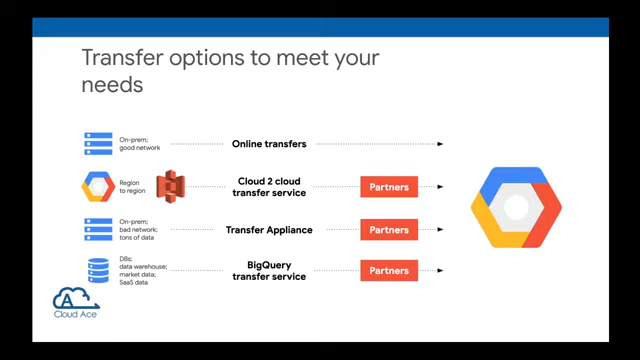 Transfer options to meet your
needs
On-prem;
good network
Online transfers
Region
to region
Cloud 2 cloud
transfer service
Partners
On-prem;
bad network;
tons of data
Transfer Appliance
Partners
DBs;
data warehouse;
market data;
SaaS data
BigQuery
transfer service
Partners
A
Cloud Ace